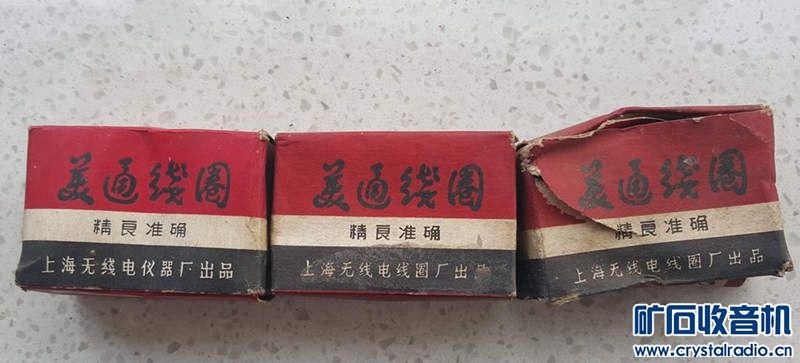 美通线圈
精良准确
上海无线电仪器厂出品
美通线圈
精良准确
上海无线电线圈厂出品
美通线圈
精良准确
上海无线电线圈厂出品
矿石收音机
www.crystalradio.cn